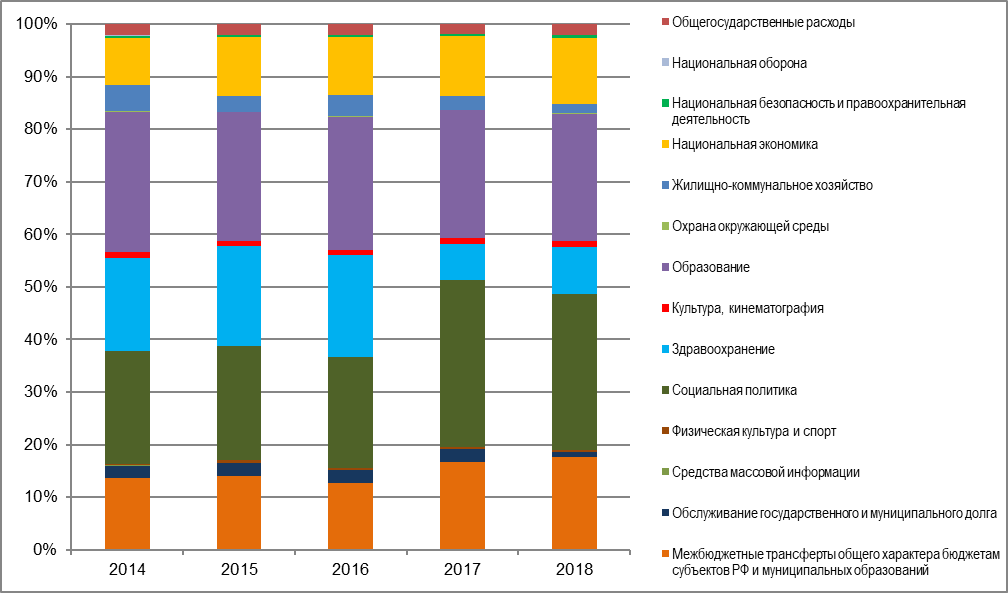 100%
90%
80%
70%
60%
50%
40%
30%
20%
10%
0%
2014 2015 2016 2017 2018
Общегосударственные расходы
Национальная оборона
Национальная безопасность и правоохранительная
деятельность
Национальная экономика
Жилищно-коммунальное хозяйство
Охрана окружающей среды
Образование
Культура, кинематография
Здравоохранение
Социальная политика
Физическая культура и спорт
Средства массовой информации
Обслуживание государственного и муниципального долга
Межбюджетные трансферты общего характера бюджетам
субъектов РФ и муниципальных образований